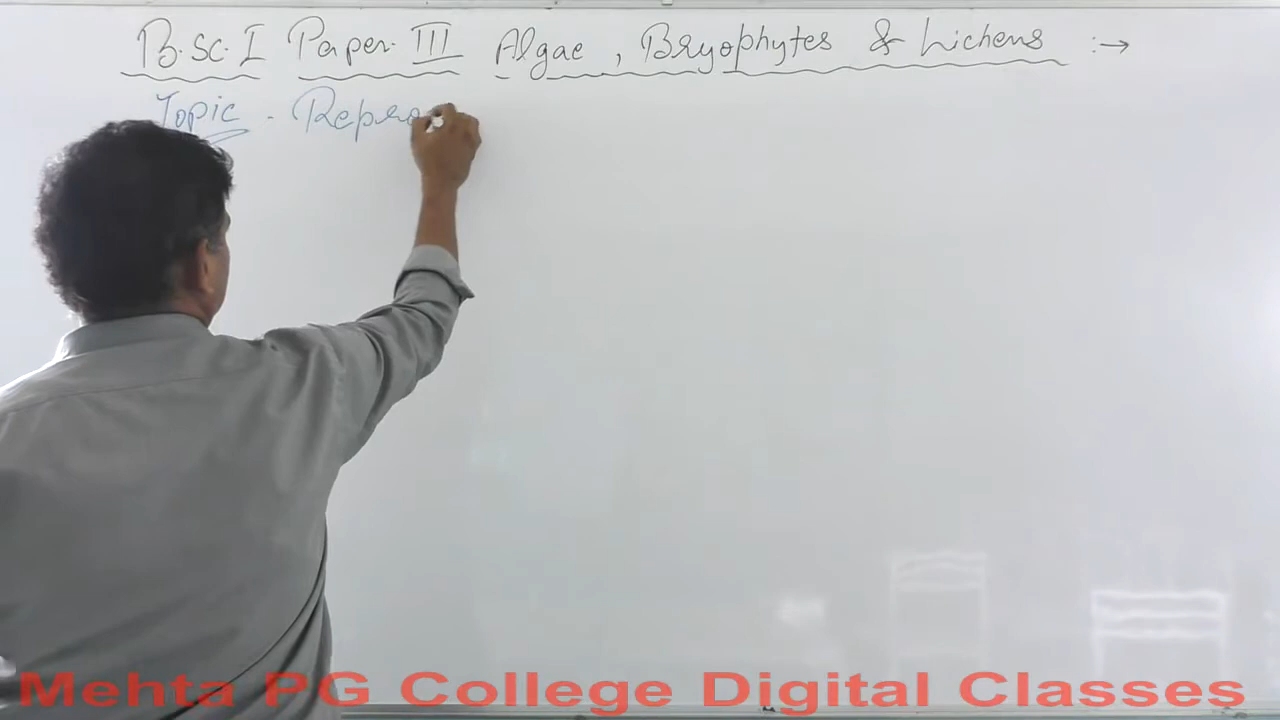 B.Sc. I Paper. III Algae, Bryophytes & Lichens :→
Topic - Repro
Mehta PG College Digital Classes